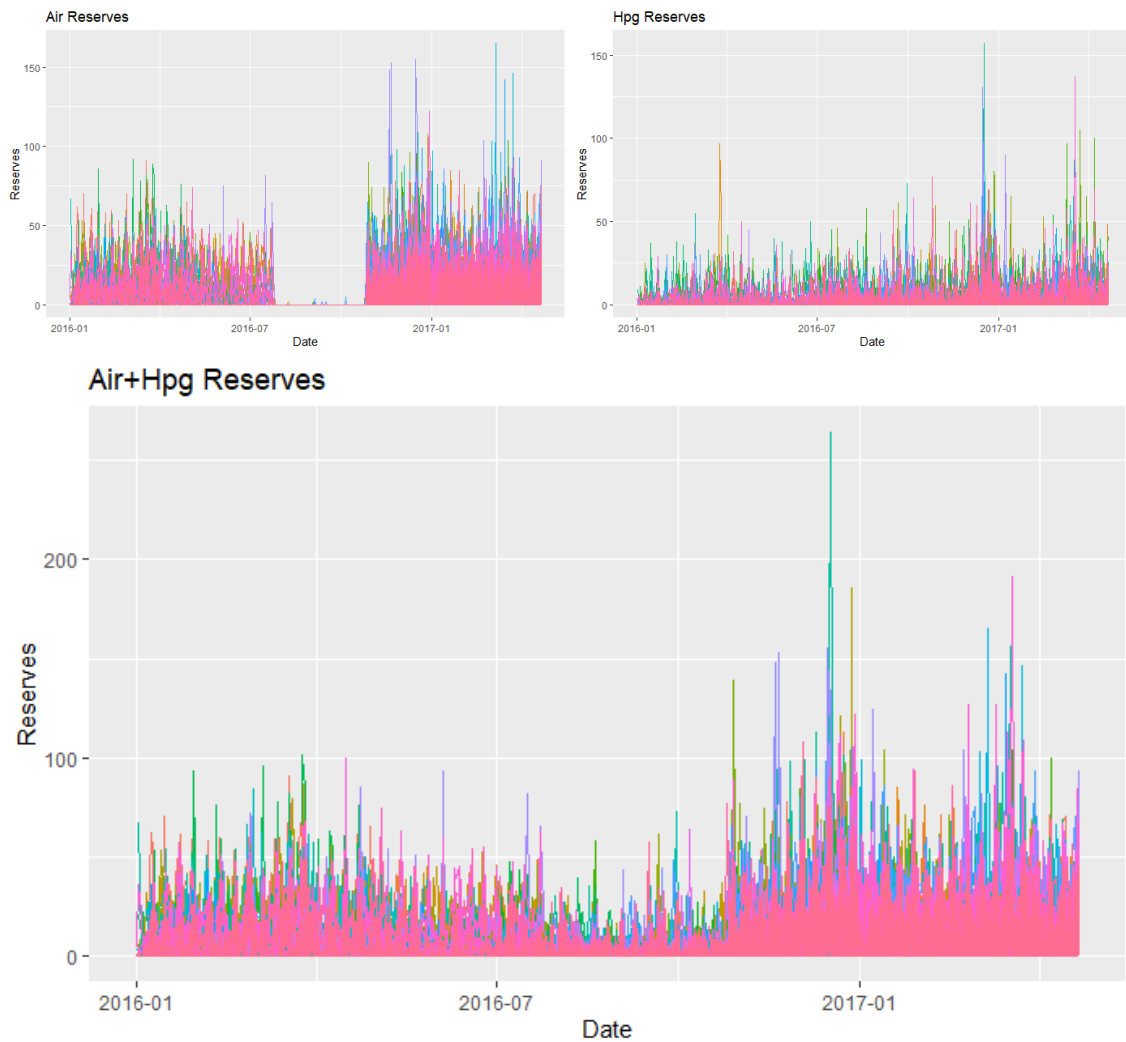 Air Reserves
150
100
50
0
Reserves
2016-01
2016-07
2017-01
Date
Hpg Reserves
150
100
50
0
Reserves
2016-01
2016-07
2017-01
Date
Air+Hpg Reserves
200
100
0
Reserves
2016-01
2016-07
2017-01
Date